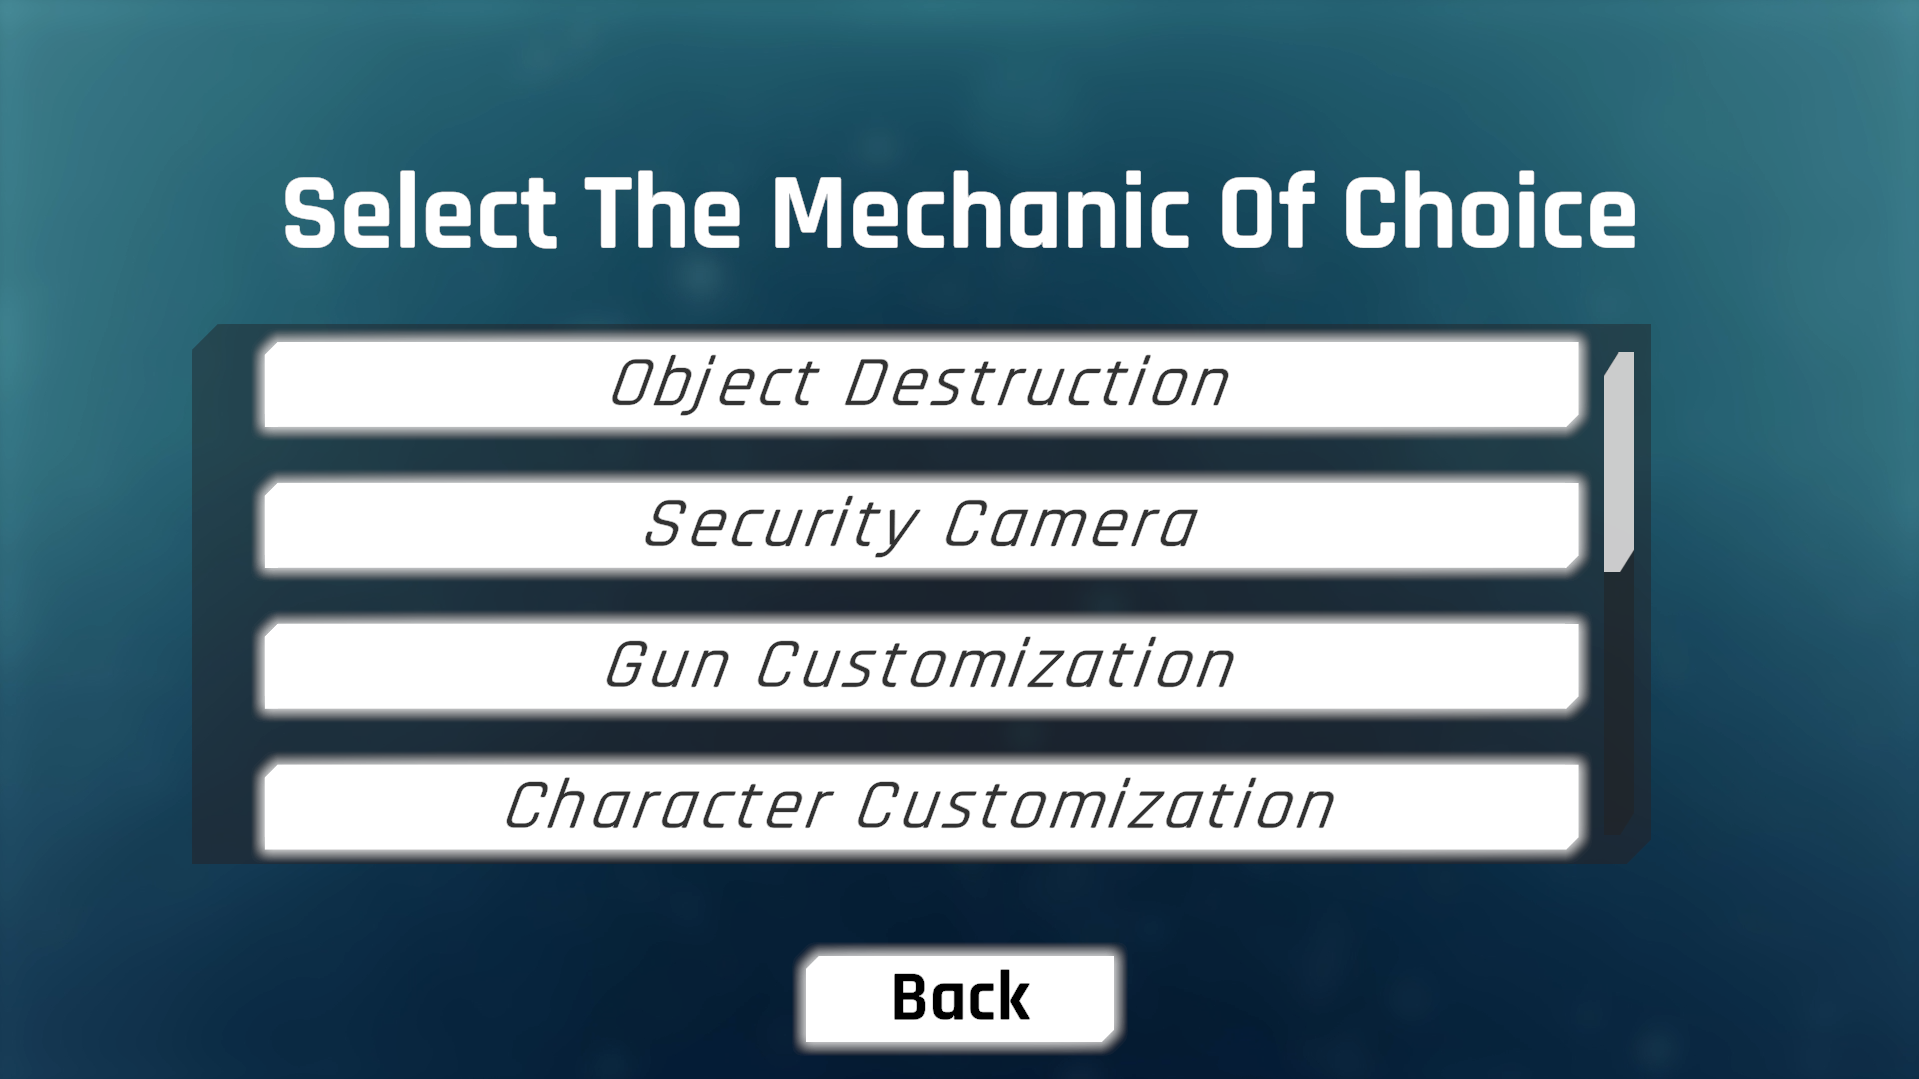 Select The Mechanic Of Choice
Object Destruction
Security Camera
Gun Customization
Character Customization
Back